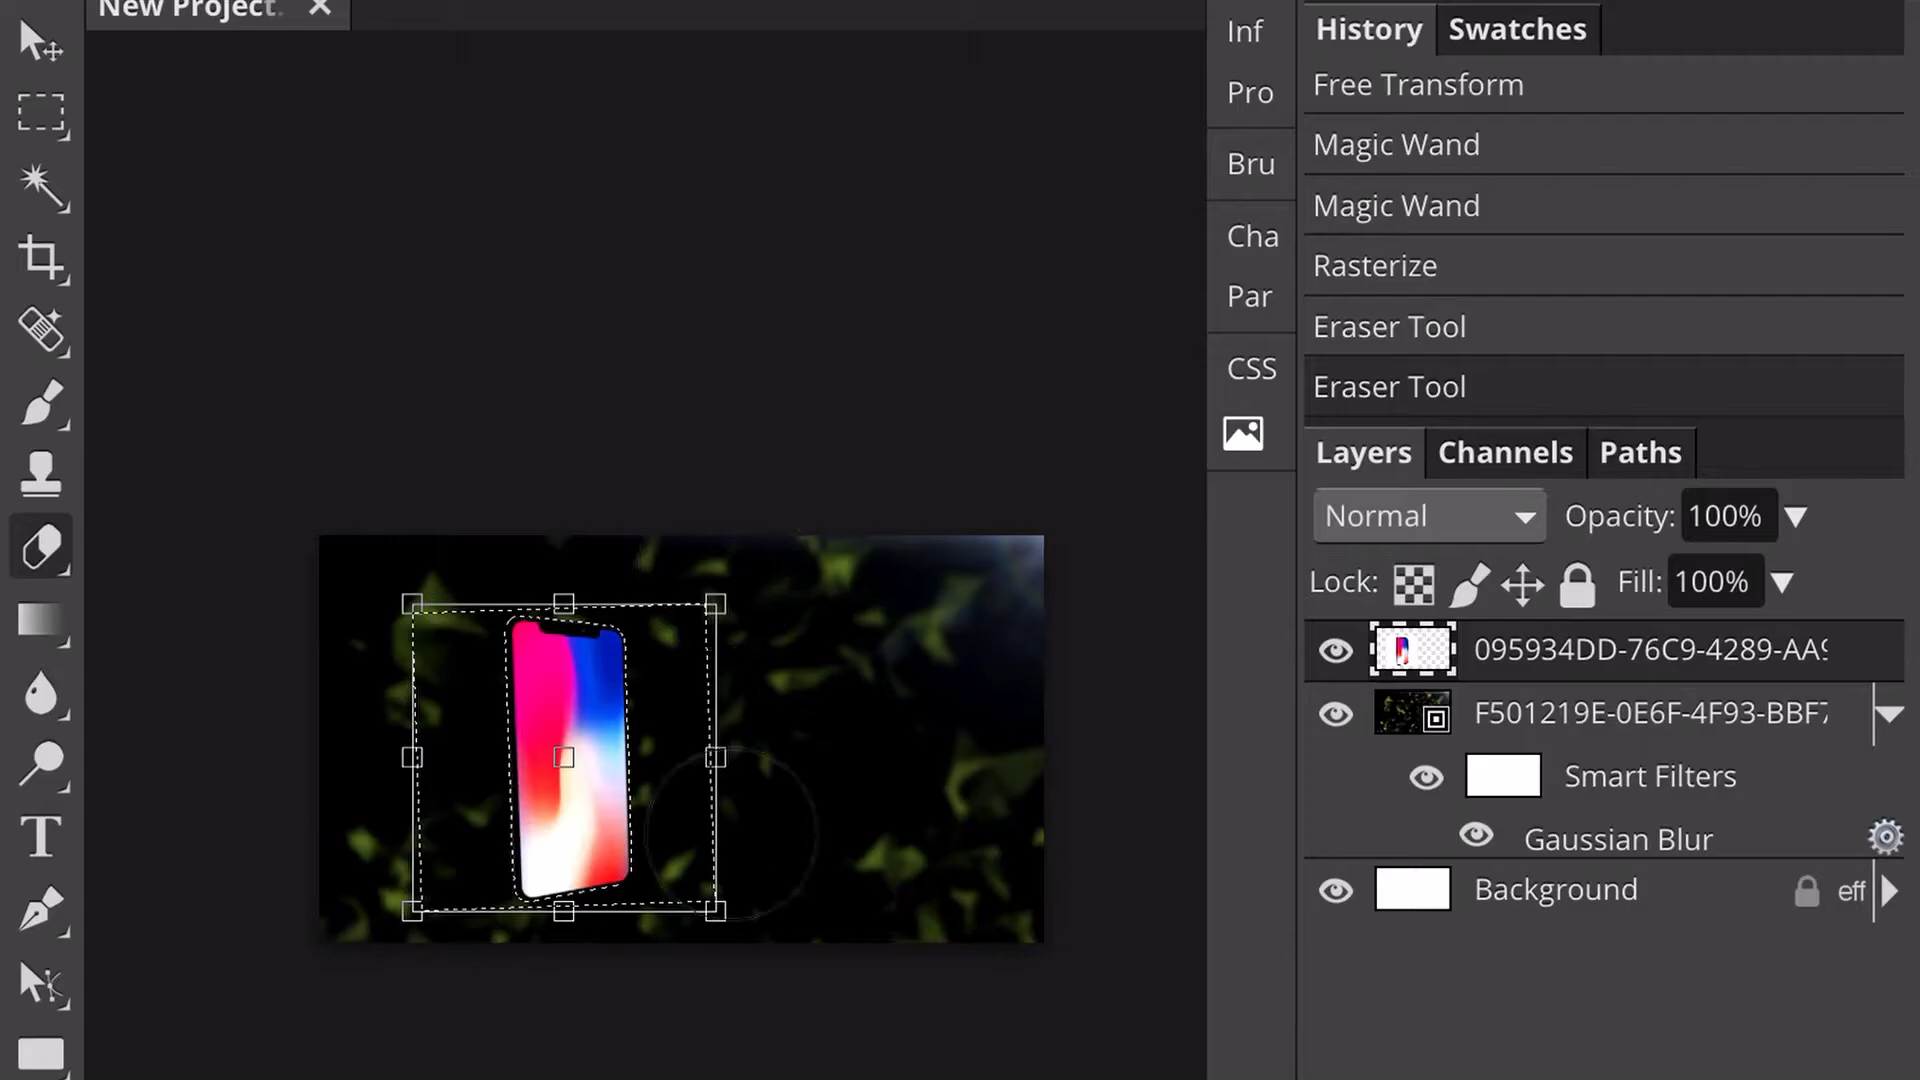 New Project.
Inf
Pro
Bru
Cha
Par
CSS
History Swatches
Free Transform
Magic Wand
Magic Wand
Rasterize
Eraser Tool
Eraser Tool
Layers Channels Paths
Normal Opacity: 100%
Lock: Fill: 100%
095934DD-76C9-4289-AA9
F501219E-0E6F-4F93-BBF7
Smart Filters
Gaussian Blur
Background eff
T